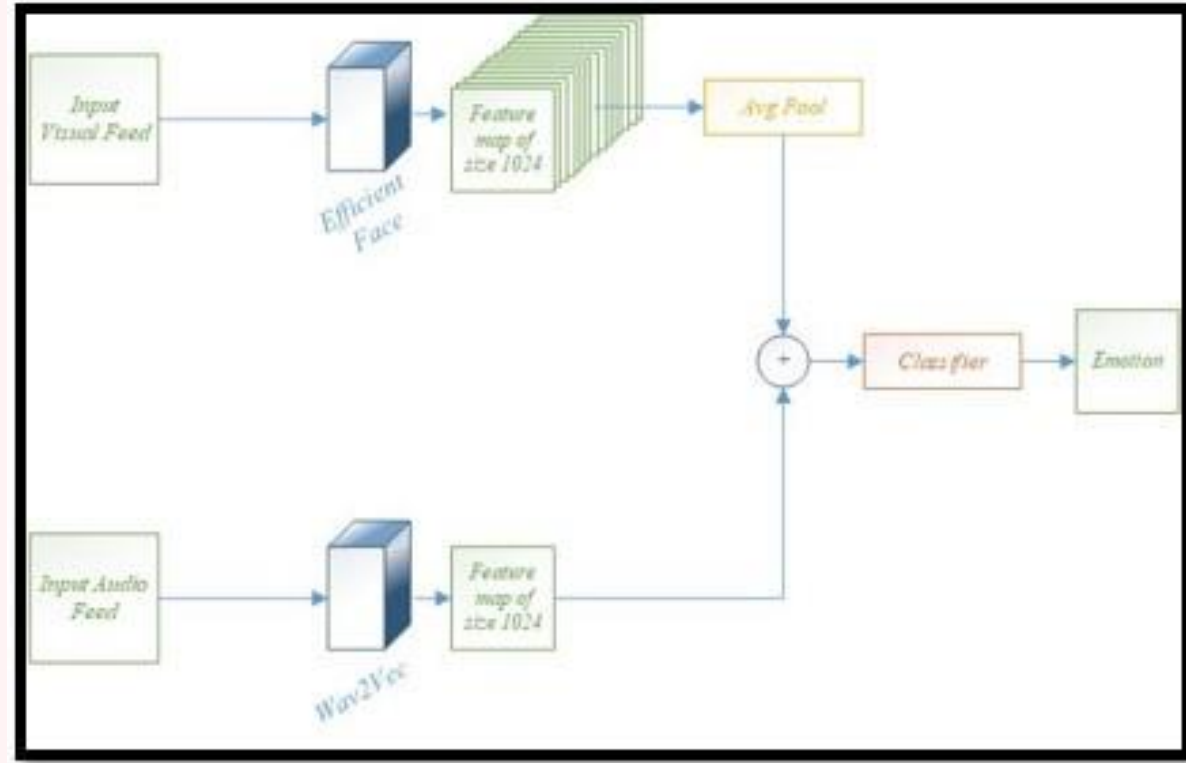 Input
Visual Feed
Efficient
Face
Feature
map of
size 1024
Avg Pool
+
Classifier
Emotion
Input Audio
Feed
Wav2Vec
Feature
map of
size 1024